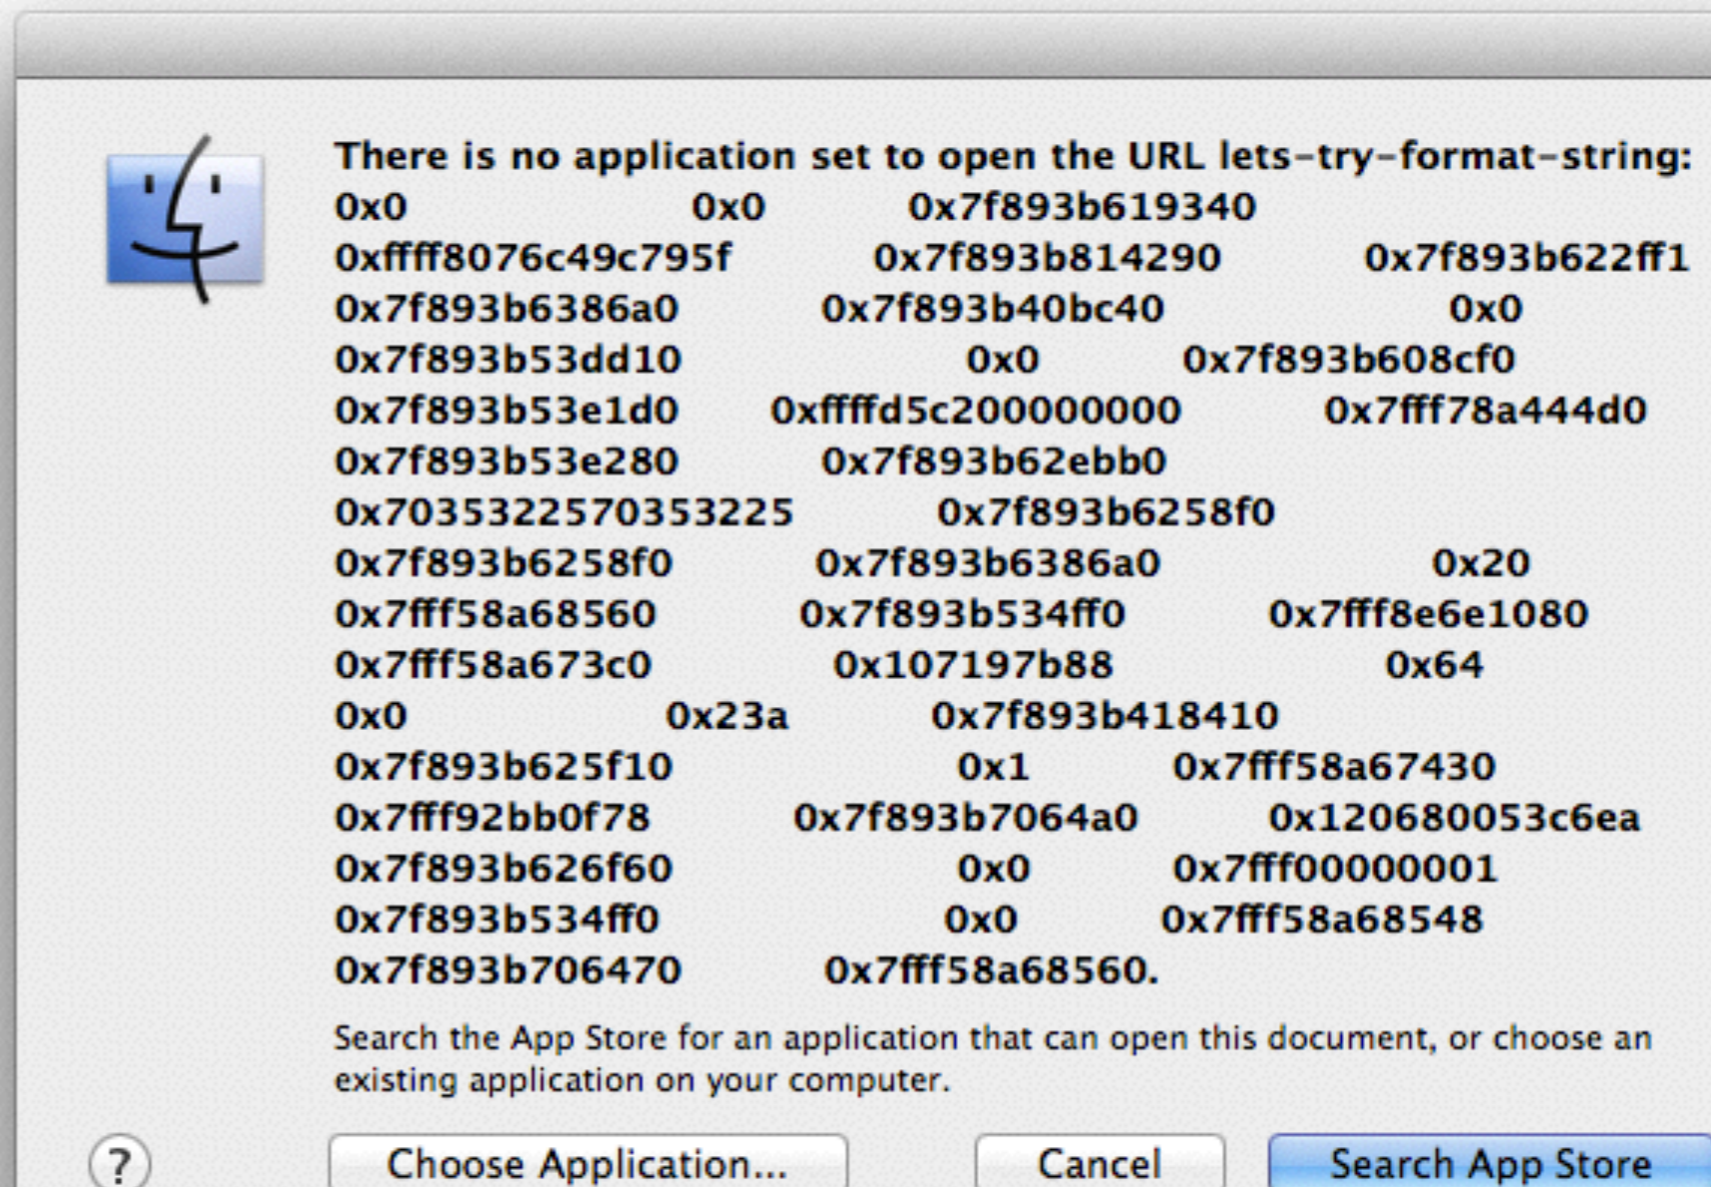 There is no application set to open the URL lets-try-format-string:
0x0 0x0 0x7f893b619340
0xffff8076c49c795f 0x7f893b814290 0x7f893b622ff1
0x7f893b6386a0 0x7f893b40bc40 0x0
0x7f893b53dd10 0x0 0x7f893b608cf0
0x7f893b53e1d0 0xffffd5c200000000 0x7fff78a444d0
0x7f893b53e280 0x7f893b62ebb0
0x7035322570353225 0x7f893b6258f0
0x7f893b6258f0 0x7f893b6386a0 0x20
0x7fff58a68560 0x7f893b534ff0 0x7fff8e6e1080
0x7fff58a673c0 0x107197b88 0x64
0x0 0x23a 0x7f893b418410
0x7f893b625f10 0x1 0x7fff58a67430
0x7fff92bb0f78 0x7f893b7064a0 0x120680053c6ea
0x7f893b626f60 0x0 0x7fff00000001
0x7f893b534ff0 0x0 0x7fff58a68548
0x7f893b706470 0x7fff58a68560.
Search the App Store for an application that can open this document, or choose an
existing application on your computer.
? Choose Application... Cancel Search App Store